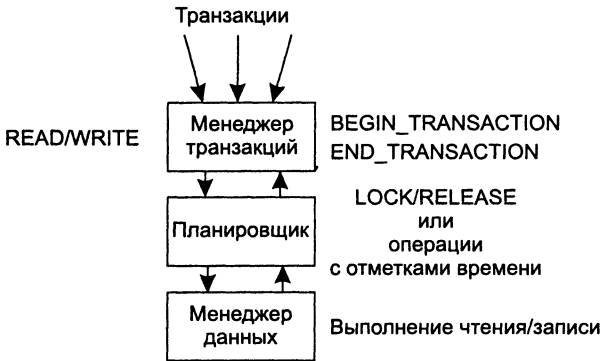 Транзакции
READ/WRITE
Менеджер
транзакций
BEGIN_TRANSACTION
END_TRANSACTION
Планировщик
LOCK/RELEASE
или
операции
с отметками времени
Менеджер
данных
Выполнение чтения/записи